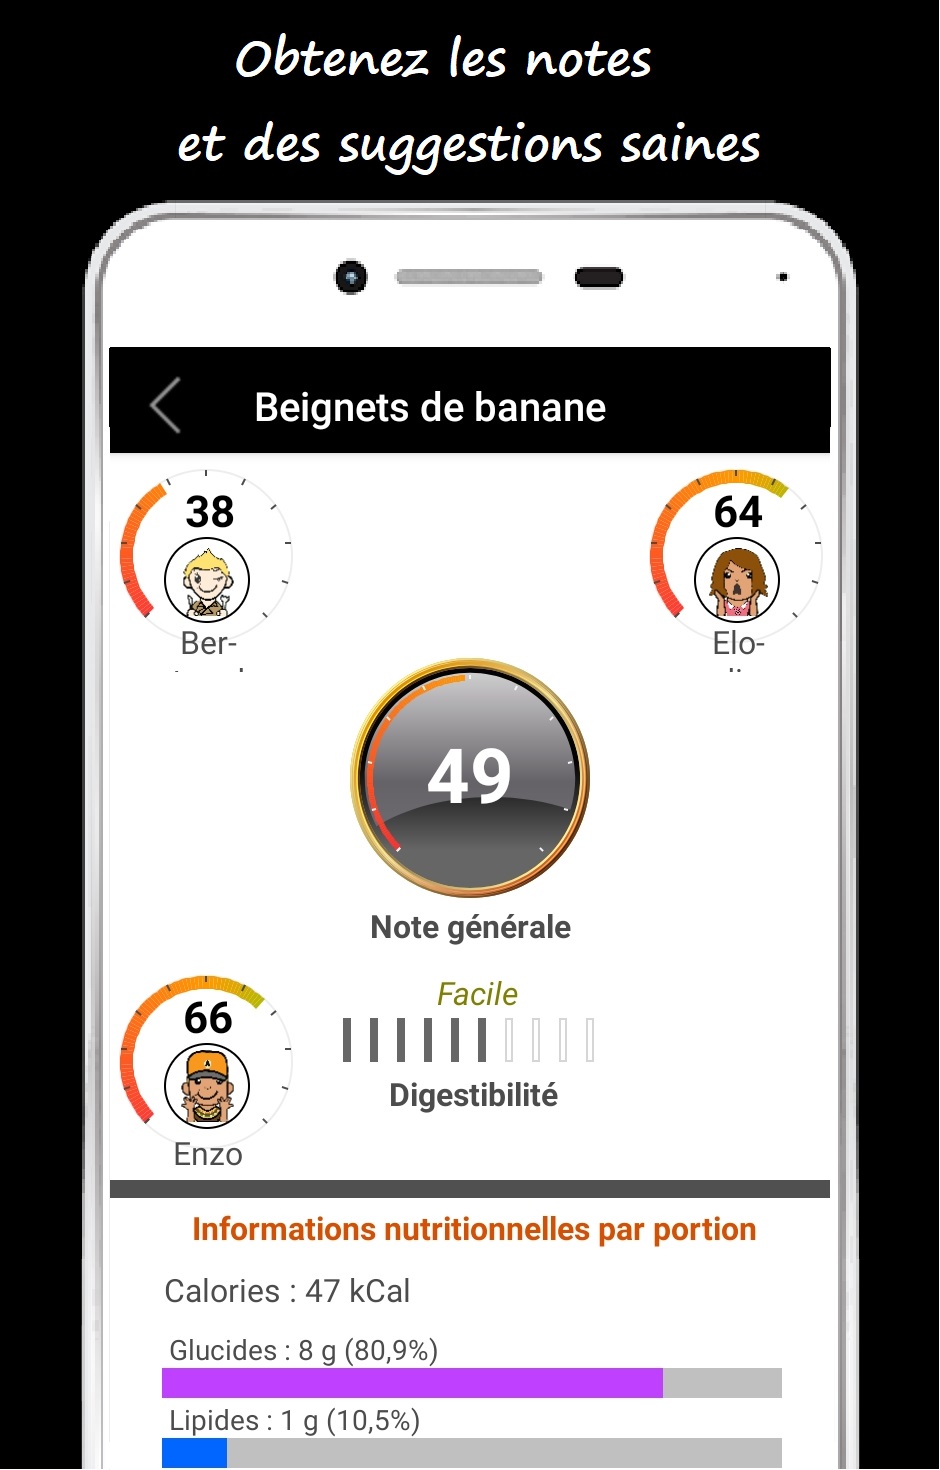 Obtenez les notes
et des suggestions saines
Beignets de banane
38
64
Ber-
Elo-
49
Note générale
66
Facile
Digestibilité
Enzo
Informations nutritionnelles par portion
Calories : 47 kCal
Glucides : 8 g (80,9%)
Lipides : 1 g (10,5%)